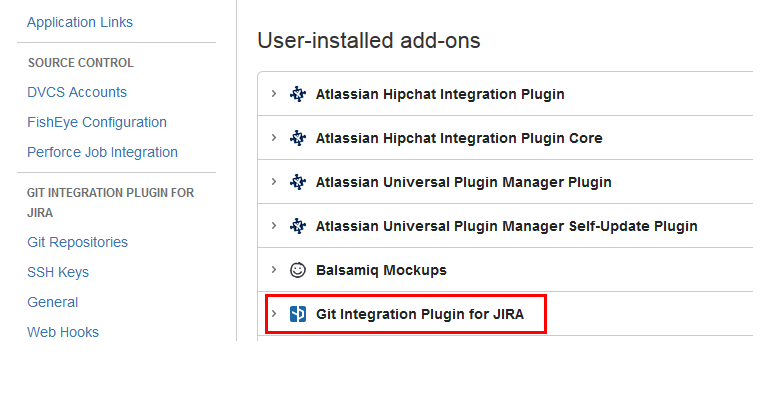 Application Links
SOURCE CONTROL
DVCS Accounts
FishEye Configuration
Perforce Job Integration
GIT INTEGRATION PLUGIN FOR
JIRA
Git Repositories
SSH Keys
General
Web Hooks
User-installed add-ons
Atlassian Hipchat Integration Plugin
Atlassian Hipchat Integration Plugin Core
Atlassian Universal Plugin Manager Plugin
Atlassian Universal Plugin Manager Self-Update Plugin
Balsamiq Mockups
Git Integration Plugin for JIRA